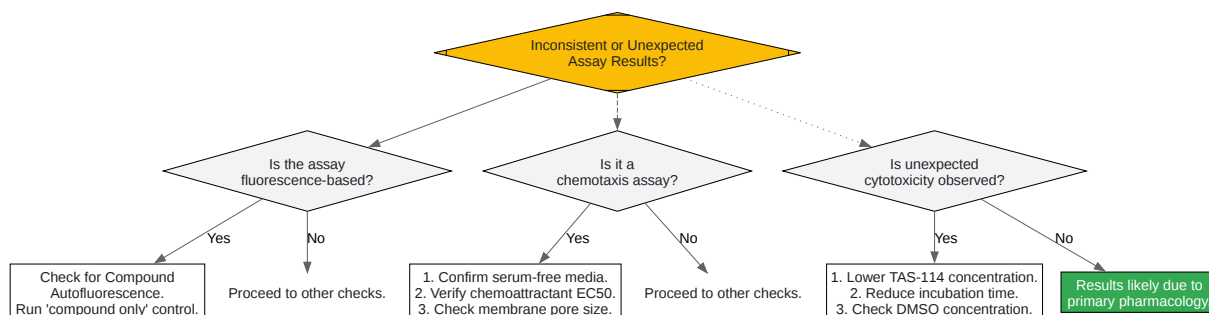 Inconsistent or Unexpected
Assay Results?
Is the assay
fluorescence-based?
Is it a
chemotaxis assay?
Is unexpected
cytotoxicity observed?
Yes
No
Yes
No
Yes
No
Check for Compound
Autofluorescence.
Run 'compound only' control.
Proceed to other checks.
1. Confirm serum-free media.
2. Verify chemoattractant EC50.
3. Check membrane pore size.
Proceed to other checks.
1. Lower TAS-114 concentration.
2. Reduce incubation time.
3. Check DMSO concentration.
Results likely due to
primary pharmacology.